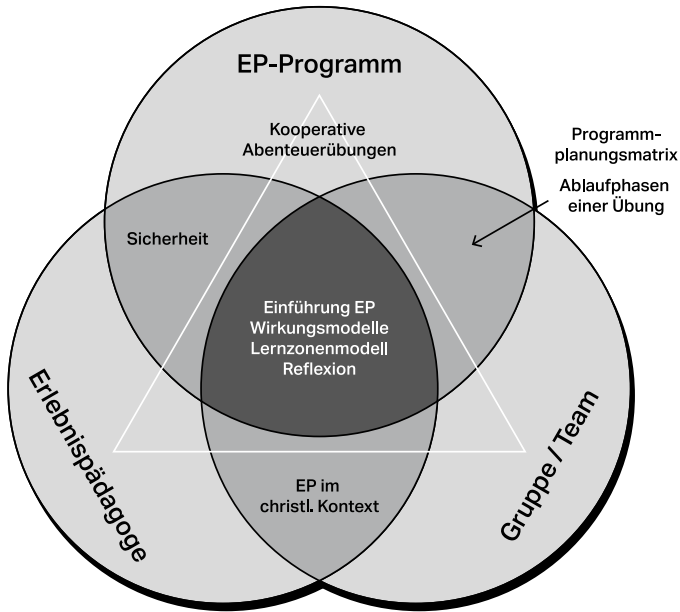 EP-Programm
Kooperative
Abenteuerübungen
Programm-
planungsmatrix
Ablaufphasen
einer Übung
Sicherheit
Einführung EP
Wirkungsmodelle
Lernzonenmodell
Reflexion
Erlebnispädagoge
Gruppe / Team
EP im
christl. Kontext